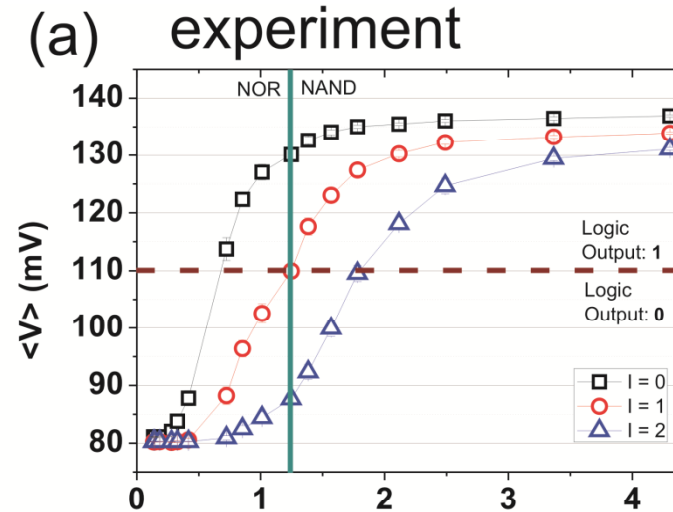 (a) experiment
NOR NAND
140
130
120
110
100
90
80
<V> (mV)
Logic
Output: 1
Logic
Output: 0
I = 0
I = 1
I = 2
0 1 2 3 4